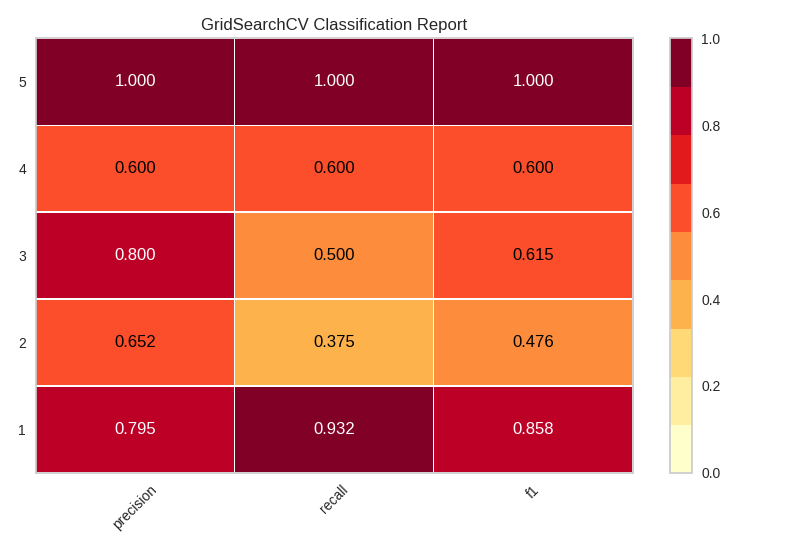 GridSearchCV Classification Report
5 1.000 1.000 1.000
4 0.600 0.600 0.600
3 0.800 0.500 0.615
2 0.652 0.375 0.476
1 0.795 0.932 0.858
precision recall f1
1.0
0.8
0.6
0.4
0.2
0.0